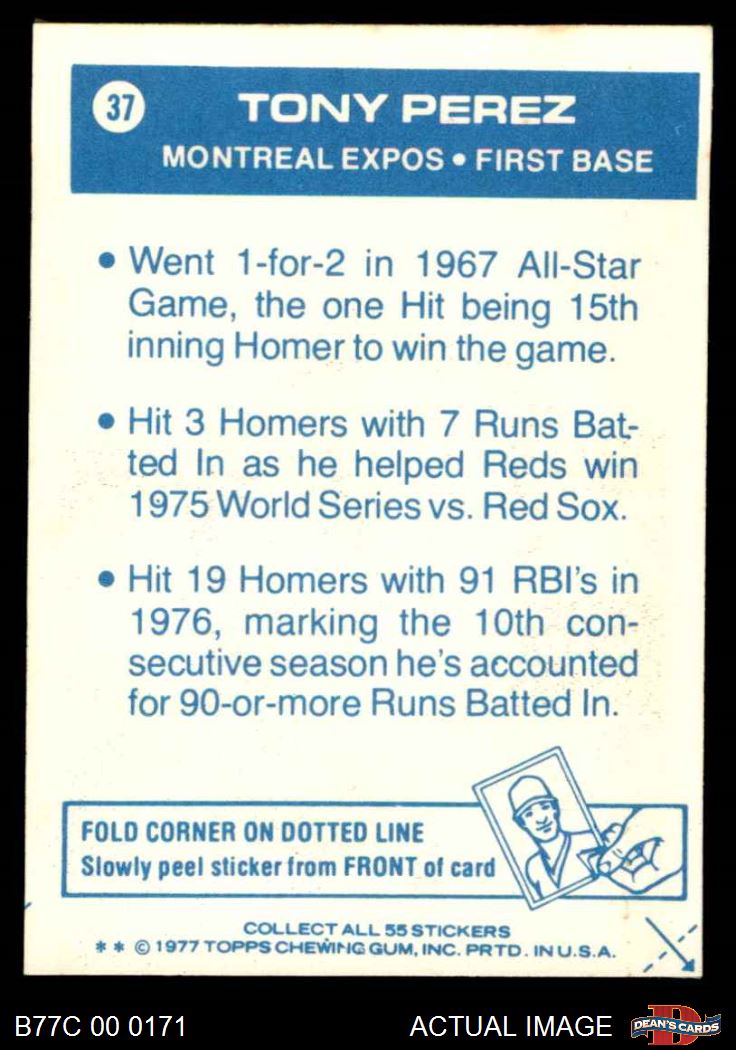 37
TONY PEREZ
MONTREAL EXPOS • FIRST BASE
• Went 1-for-2 in 1967 All-Star
Game, the one Hit being 15th
inning Homer to win the game.
• Hit 3 Homers with 7 Runs Bat-
ted In as he helped Reds win
1975 World Series vs. Red Sox.
• Hit 19 Homers with 91 RBI's in
1976, marking the 10th con-
secutive season he's accounted
for 90-or-more Runs Batted In.
FOLD CORNER ON DOTTED LINE
Slowly peel sticker from FRONT of card
COLLECT ALL 55 STICKERS
* * © 1977 TOPPS CHEWING GUM, INC. PRTD. IN U.S.A.
B77C 00 0171
ACTUAL IMAGE
D
DEAN'S CARDS